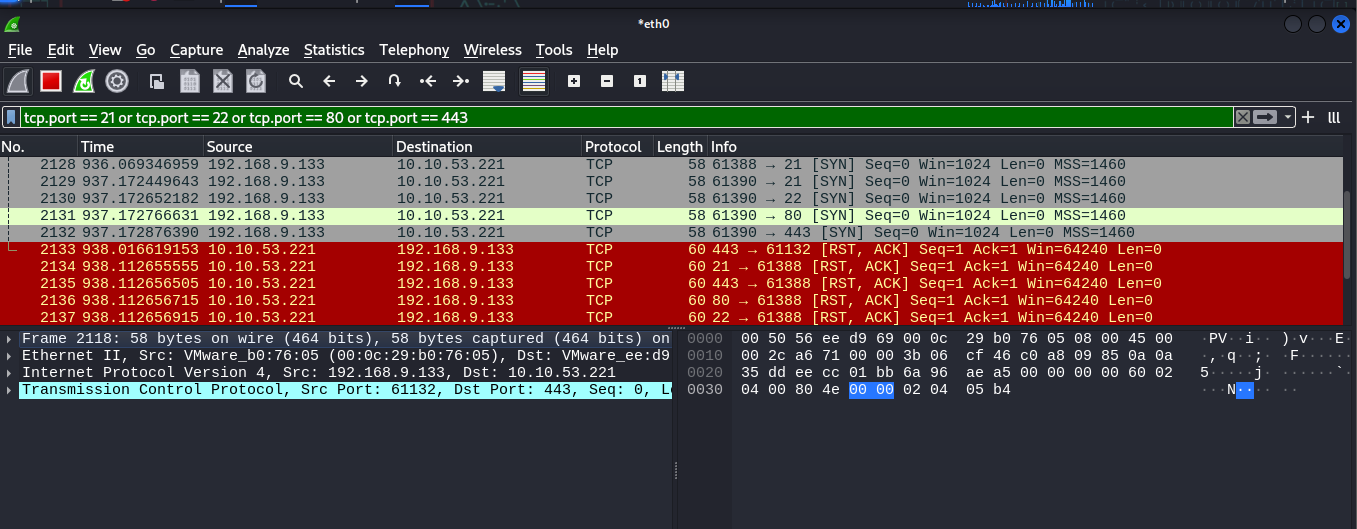 *eth0
File Edit View Go Capture Analyze Statistics Telephony Wireless Tools Help
tcp.port == 21 or tcp.port == 22 or tcp.port == 80 or tcp.port == 443
No. Time Source Destination Protocol Length Info
2128 936.069346959 192.168.9.133 10.10.53.221 TCP 58 61388 → 21 [SYN] Seq=0 Win=1024 Len=0 MSS=1460
2129 937.172449643 192.168.9.133 10.10.53.221 TCP 58 61390 → 21 [SYN] Seq=0 Win=1024 Len=0 MSS=1460
2130 937.172652182 192.168.9.133 10.10.53.221 TCP 58 61390 → 22 [SYN] Seq=0 Win=1024 Len=0 MSS=1460
2131 937.172766631 192.168.9.133 10.10.53.221 TCP 58 61390 → 80 [SYN] Seq=0 Win=1024 Len=0 MSS=1460
2132 937.172876390 192.168.9.133 10.10.53.221 TCP 58 61390 → 443 [SYN] Seq=0 Win=1024 Len=0 MSS=1460
2133 938.016619153 10.10.53.221 192.168.9.133 TCP 60 443 → 61132 [RST, ACK] Seq=1 Ack=1 Win=64240 Len=0
2134 938.112655555 10.10.53.221 192.168.9.133 TCP 60 21 → 61388 [RST, ACK] Seq=1 Ack=1 Win=64240 Len=0
2135 938.112656505 10.10.53.221 192.168.9.133 TCP 60 443 → 61388 [RST, ACK] Seq=1 Ack=1 Win=64240 Len=0
2136 938.112656715 10.10.53.221 192.168.9.133 TCP 60 80 → 61388 [RST, ACK] Seq=1 Ack=1 Win=64240 Len=0
2137 938.112656915 10.10.53.221 192.168.9.133 TCP 60 22 → 61388 [RST, ACK] Seq=1 Ack=1 Win=64240 Len=0
Frame 2118: 58 bytes on wire (464 bits), 58 bytes captured (464 bits) on
Ethernet II, Src: VMware_b0:76:05 (00:0c:29:b0:76:05), Dst: VMware_ee:d9
Internet Protocol Version 4, Src: 192.168.9.133, Dst: 10.10.53.221
Transmission Control Protocol, Src Port: 61132, Dst Port: 443, Seq: 0, Le
0000 00 50 56 ee d9 69 00 0c 29 b0 76 05 08 00 45 00 ·PV··i·· )·v···E·
0010 00 2c a6 71 00 00 3b 06 cf 46 c0 a8 09 85 0a 0a ·,·q··;· ·F······
0020 35 dd ee cc 01 bb 6a 96 ae a5 00 00 00 00 60 02 5·····j· ······`·
0030 04 00 80 4e 00 00 02 04 05 b4 ···N···· ··